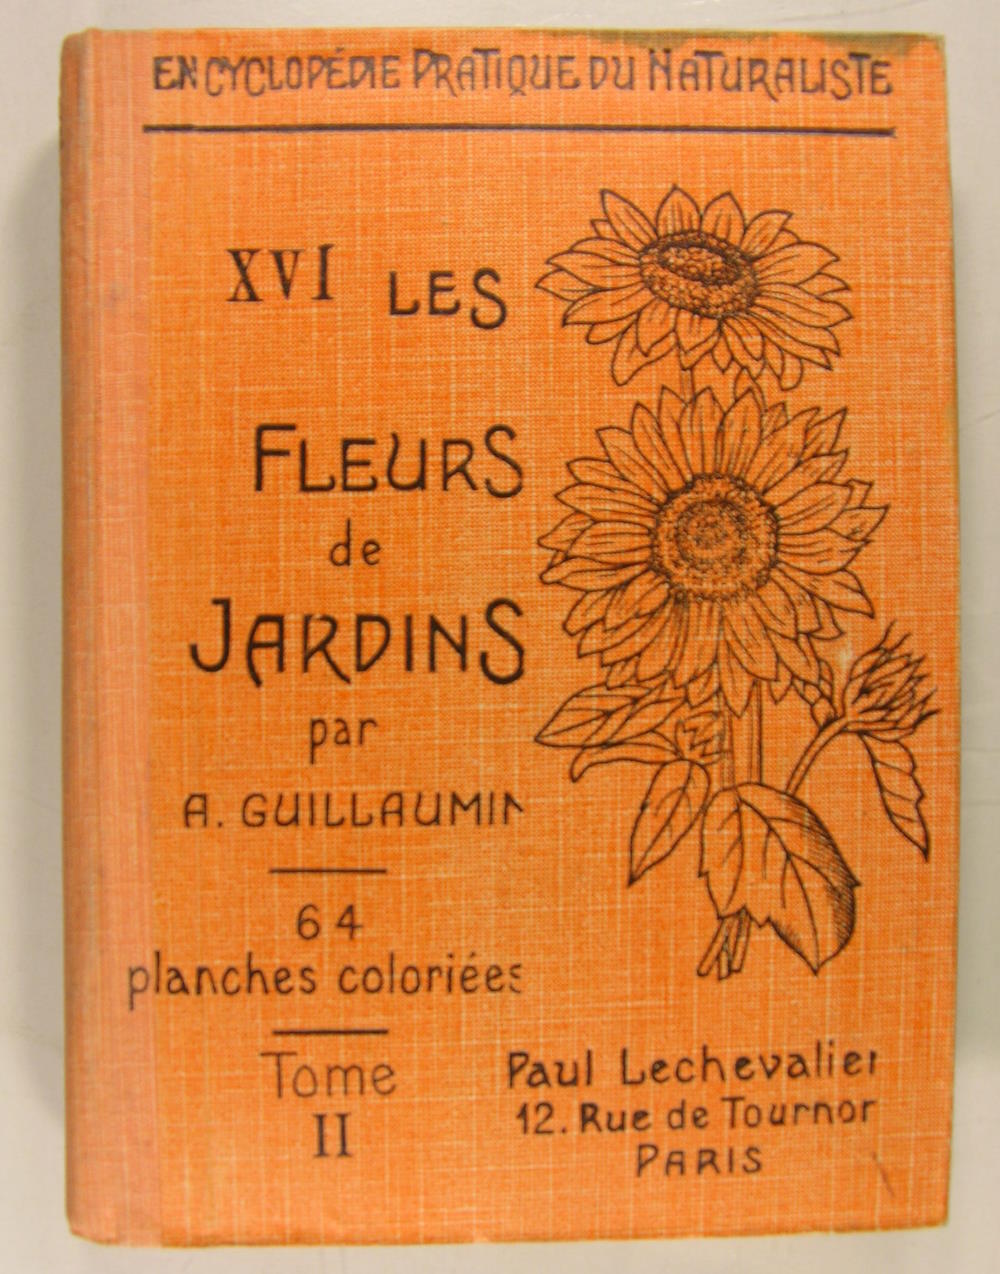 ENCYCLOPÉDIE PRATIQUE DU NATURALISTE
XVI LES
FLEURS
de
JARDINS
par
A. GUILLAUMIN
64
planches coloriées
Tome
II
Paul Lechevalier
12. Rue de Tournon
PARIS